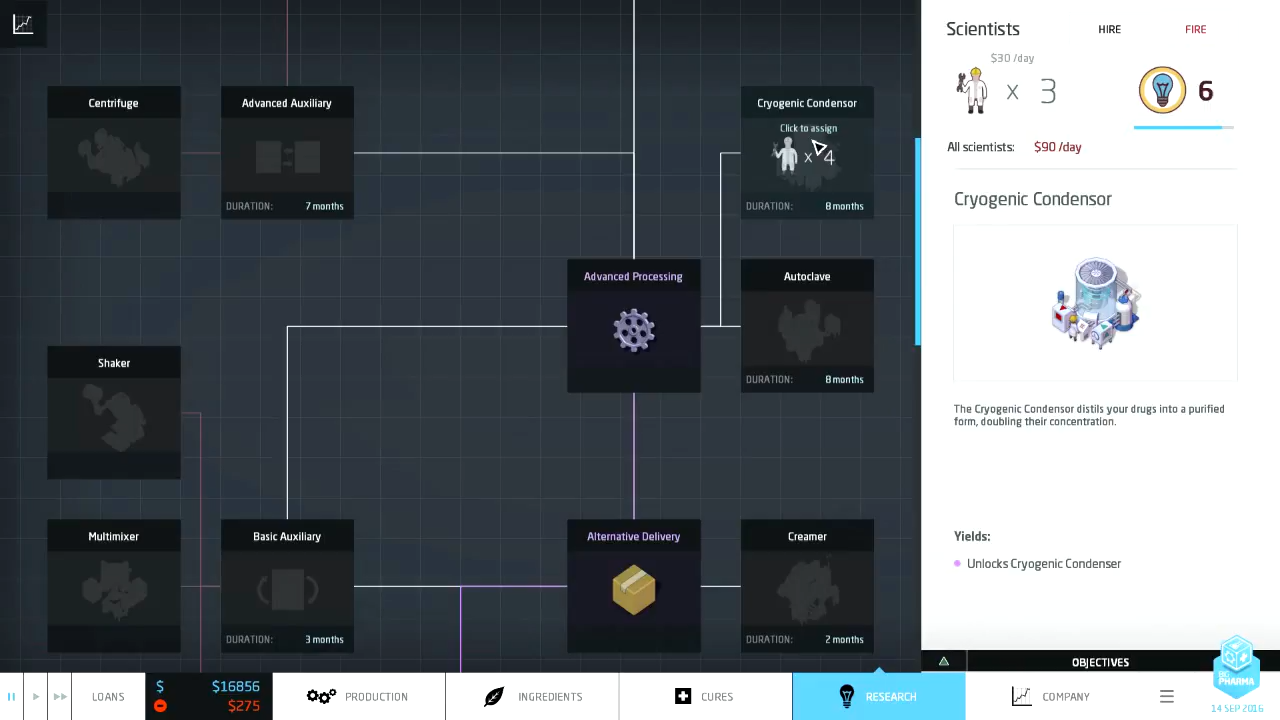 Centrifuge
Advanced Auxiliary
DURATION: 7 months
Cryogenic Condensor
Click to assign
x 4
DURATION: 8 months
Advanced Processing
Autoclave
DURATION: 8 months
Shaker
Multimixer
Basic Auxiliary
DURATION: 3 months
Alternative Delivery
Creamer
DURATION: 2 months
Scientists HIRE FIRE
$30 /day
x 3 6
All scientists: $90 /day
Cryogenic Condensor
The Cryogenic Condensor distils your drugs into a purified
form, doubling their concentration.
Yields:
Unlocks Cryogenic Condenser
OBJECTIVES
LOANS
$ $16856
$275
PRODUCTION
INGREDIENTS
CURES
RESEARCH
COMPANY
BIG PHARMA
14 SEP 2016